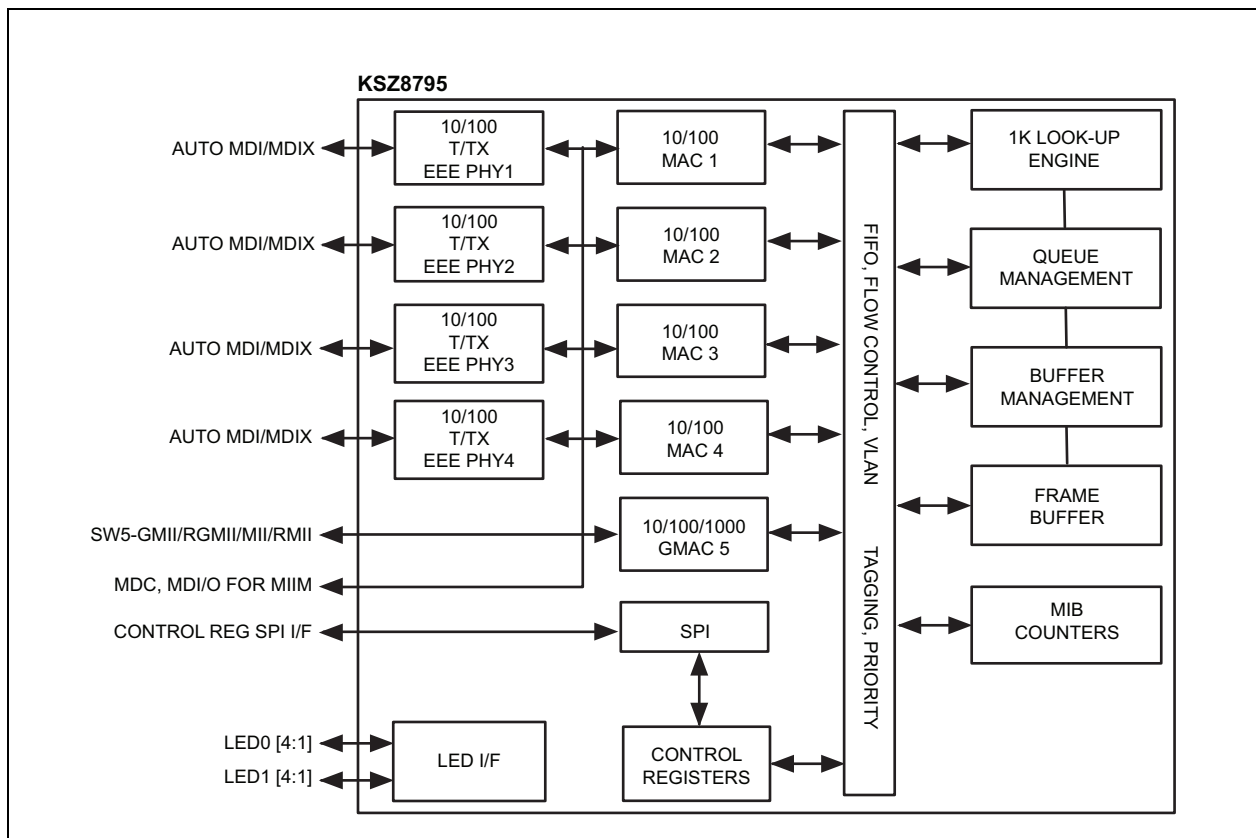 KSZ8795
AUTO MDI/MDIX
10/100
T/TX
EEE PHY1
10/100
MAC 1
1K LOOK-UP
ENGINE
AUTO MDI/MDIX
10/100
T/TX
EEE PHY2
10/100
MAC 2
QUEUE
MANAGEMENT
AUTO MDI/MDIX
10/100
T/TX
EEE PHY3
10/100
MAC 3
BUFFER
MANAGEMENT
AUTO MDI/MDIX
10/100
T/TX
EEE PHY4
10/100
MAC 4
FIFO, FLOW CONTROL, VLAN TAGGING, PRIORITY
FRAME
BUFFER
SW5-GMII/RGMII/MII/RMII
10/100/1000
GMAC 5
MDC, MDI/O FOR MIIM
CONTROL REG SPI I/F
SPI
MIB
COUNTERS
LED0 [4:1]
LED1 [4:1]
LED I/F
CONTROL
REGISTERS